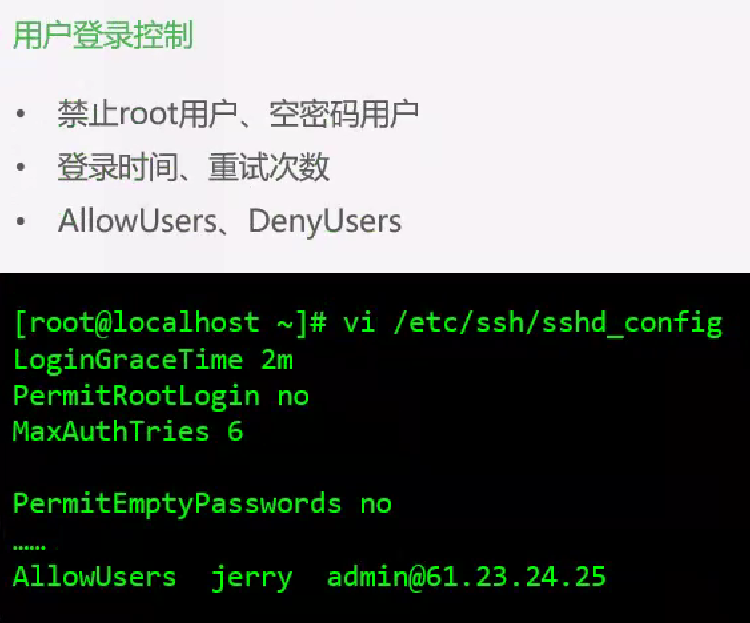 用户登录控制
• 禁止root用户、空密码用户
• 登录时间、重试次数
• AllowUsers、DenyUsers
[root@localhost ~]# vi /etc/ssh/sshd_config
LoginGraceTime 2m
PermitRootLogin no
MaxAuthTries 6
PermitEmptyPasswords no
……
AllowUsers jerry admin@61.23.24.25